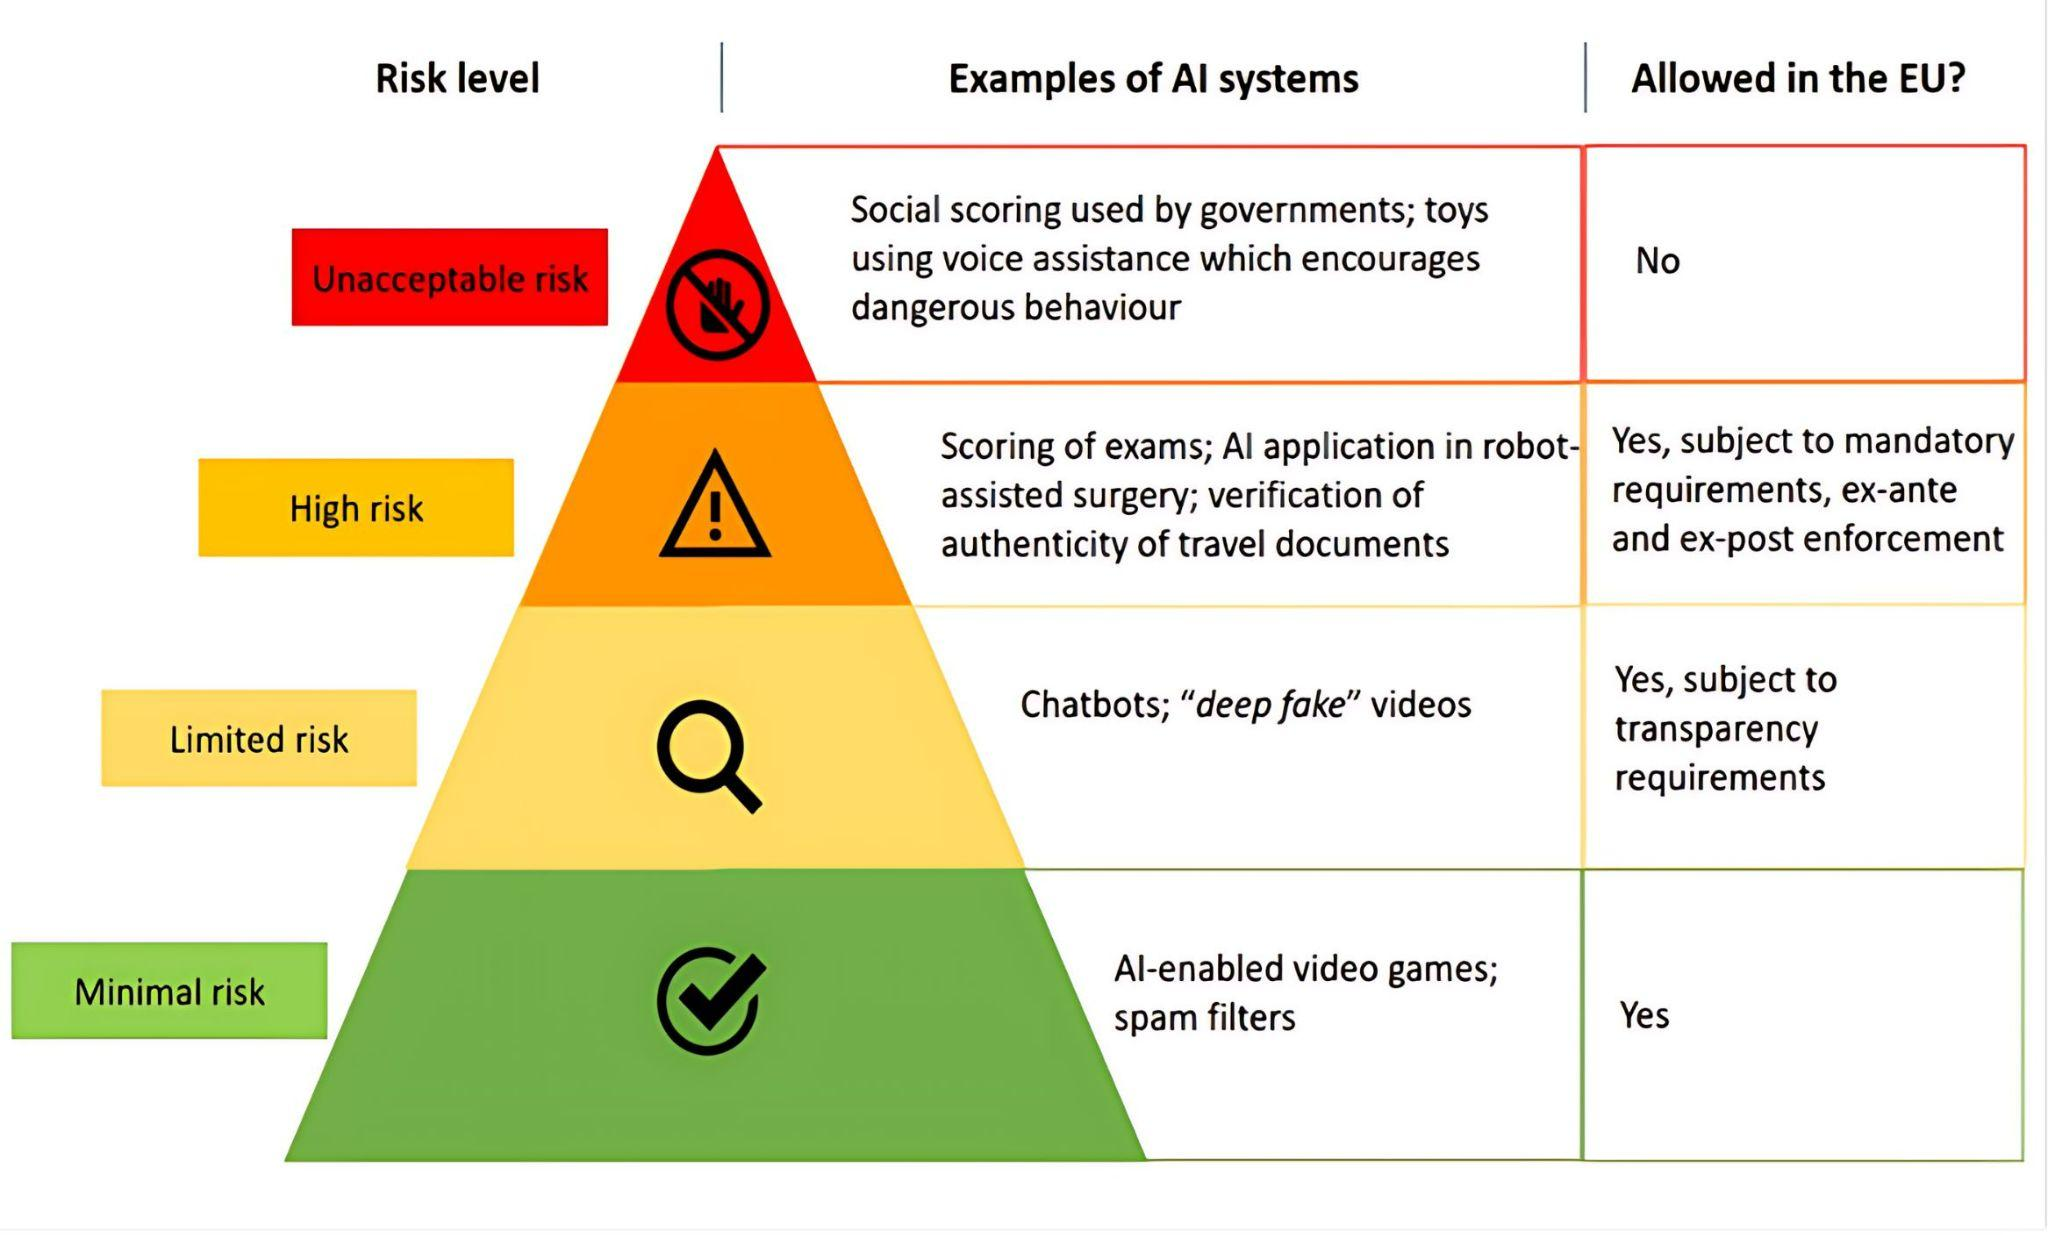 Risk level
Examples of AI systems
Allowed in the EU?
Unacceptable risk
Social scoring used by governments; toys
using voice assistance which encourages
dangerous behaviour
No
High risk
Scoring of exams; AI application in robot-
assisted surgery; verification of
authenticity of travel documents
Yes, subject to mandatory
requirements, ex-ante
and ex-post enforcement
Limited risk
Chatbots; “deep fake” videos
Yes, subject to
transparency
requirements
Minimal risk
AI-enabled video games;
spam filters
Yes